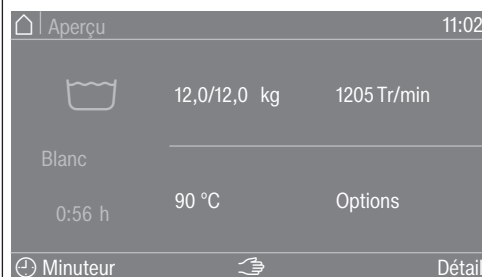 Aperçu 11:02
12,0/12,0 kg 1205 Tr/min
Blanc
90 °C Options
0:56 h
Minuteur Détail